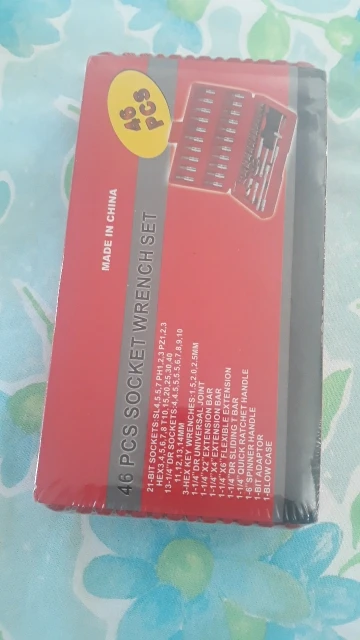 46
PCS
MADE IN CHINA
46 PCS SOCKET WRENCH SET
21-BIT SOCKETS:SL4,5.5,7 PH1,2,3 PZ1,2,3
HEX3,4,5,6,7,8 T10,15,20,25,30,40
13-1/4"DR SOCKETS:4,4.5,5,5.5,6,7,8,9,10
11,12,13,14MM
3-HEX KEY WRENCHES:1.5,2.0,2.5MM
1-1/4"DR UNIVERSAL JOINT
1-1/4"X2"EXTENSION BAR
1-1/4"X4"EXTENSION BAR
1-1/4"X6"FLEXIBLE EXTENSION
1-1/4"DR SLIDING T BAR
1-1/4"QUICK RATCHET HANDLE
1-6"SPINNER HANDLE
1-BIT ADAPTOR
1-BLOW CASE